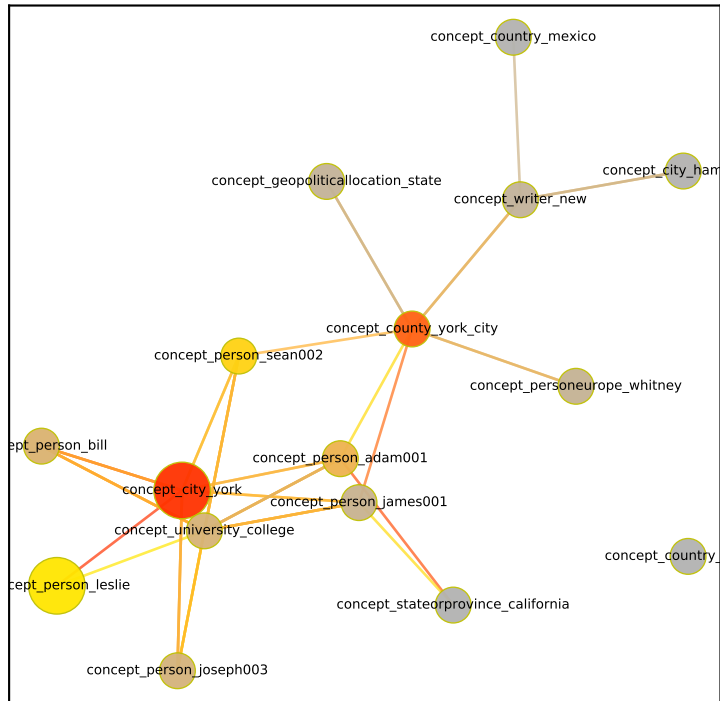 concept_country_mexico
concept_city_ham
concept_geopoliticallocation_state
concept_writer_new
concept_county_york_city
concept_person_sean002
concept_personeurope_whitney
ept_person_bill
concept_person_adam001
concept_city_york
concept_person_james001
concept_university_college
concept_country_
cept_person_leslie
concept_stateorprovince_california
concept_person_joseph003